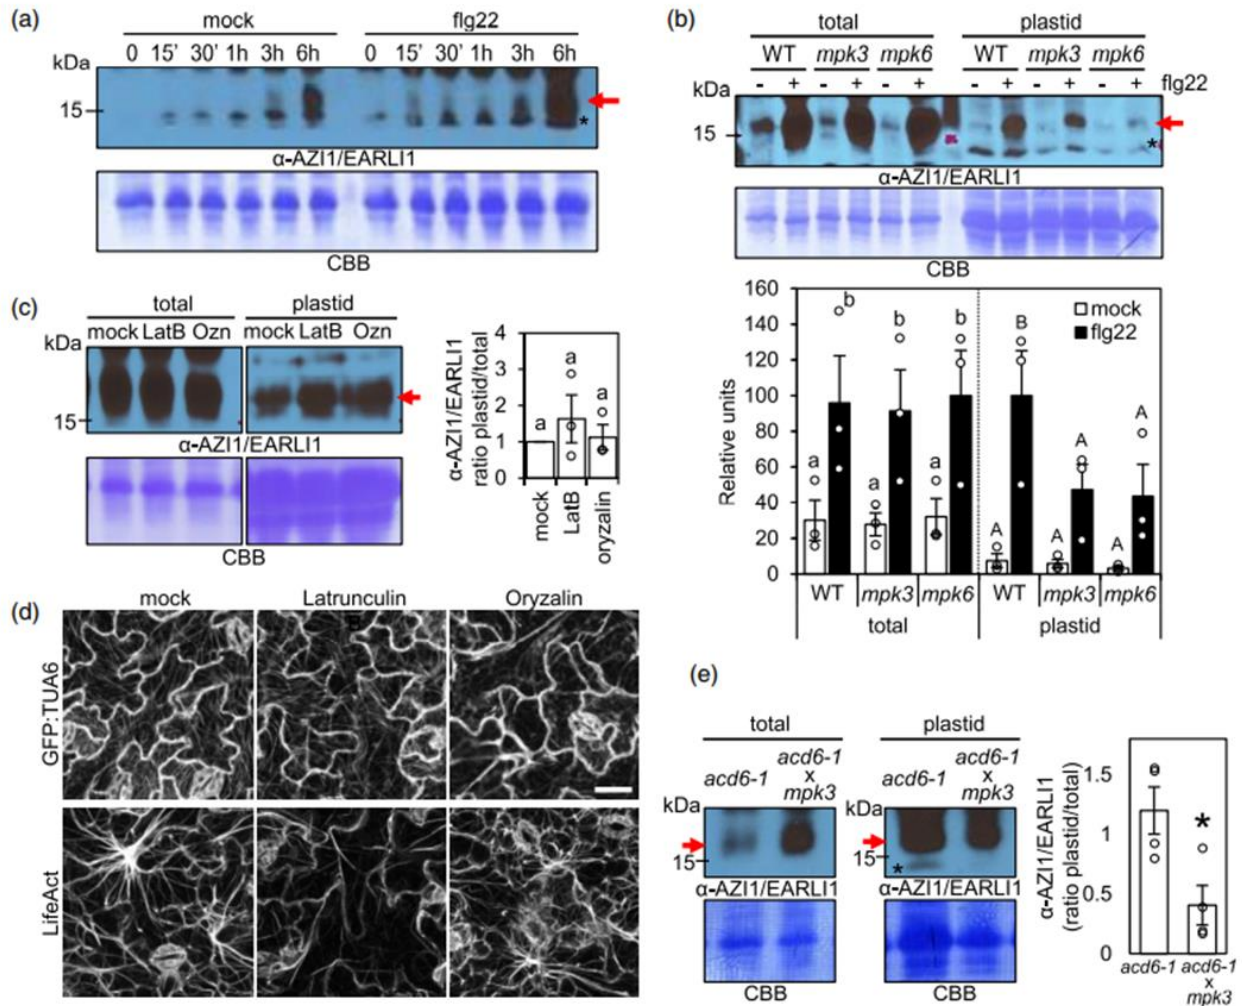 (a)
mock flg22
0 15' 30' 1h 3h 6h 0 15' 30' 1h 3h 6h
kDa
15
*
α-AZI1/EARLI1
CBB
(b)
total plastid
WT mpk3 mpk6 WT mpk3 mpk6
- + - + - + - + - + - + flg22
kDa
15
*
α-AZI1/EARLI1
CBB
160
140
120
100
80
60
40
20
0
Relative units
mock
flg22
a b a b a b A B A A A A
WT mpk3 mpk6 WT mpk3 mpk6
total plastid
(c)
total plastid
mock LatB Ozn mock LatB Ozn
kDa
15
α-AZI1/EARLI1
CBB
α-AZI1/EARLI1
ratio plastid/total
4
3
2
1
0
a a a
mock
LatB
oryzalin
(d)
mock Latrunculin Oryzalin
GFP:TUA6
LifeAct
(e)
total plastid
acd6-1 acd6-1 x mpk3 acd6-1 acd6-1 x mpk3
kDa kDa
15 15
*
α-AZI1/EARLI1 α-AZI1/EARLI1
CBB CBB
α-AZI1/EARLI1
(ratio plastid/total)
1.5
1
0.5
0
*
acd6-1 acd6-1
x
mpk3